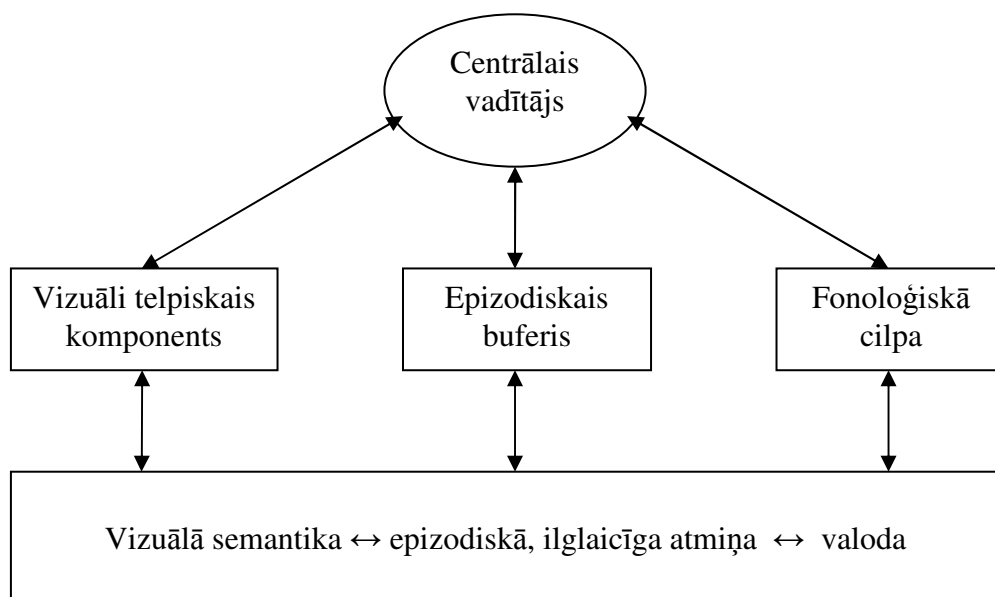 Centrālais
vadītājs
Vizuāli telpiskais
komponents
Epizodiskais
buferis
Fonoloģiskā
cilpa
Vizuālā semantika ↔ epizodiskā, ilglaicīga atmiņa ↔ valoda